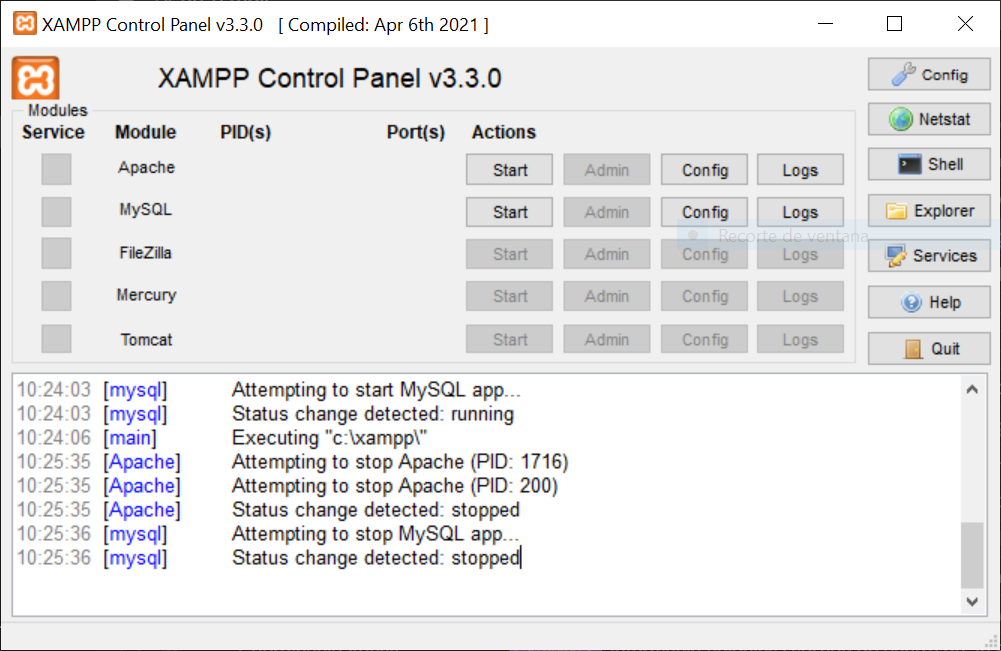 XAMPP Control Panel v3.3.0 [ Compiled: Apr 6th 2021 ]
XAMPP Control Panel v3.3.0
Config
Modules
Netstat
Service Module PID(s) Port(s) Actions
Apache Start Admin Config Logs
Shell
MySQL Start Admin Config Logs
Explorer
Recorte de ventana
FileZilla Start Admin Config Logs
Services
Mercury Start Admin Config Logs
Help
Tomcat Start Admin Config Logs
Quit
10:24:03 [mysql] Attempting to start MySQL app...
10:24:03 [mysql] Status change detected: running
10:24:06 [main] Executing "c:\xampp\"
10:25:35 [Apache] Attempting to stop Apache (PID: 1716)
10:25:35 [Apache] Attempting to stop Apache (PID: 200)
10:25:35 [Apache] Status change detected: stopped
10:25:36 [mysql] Attempting to stop MySQL app...
10:25:36 [mysql] Status change detected: stopped